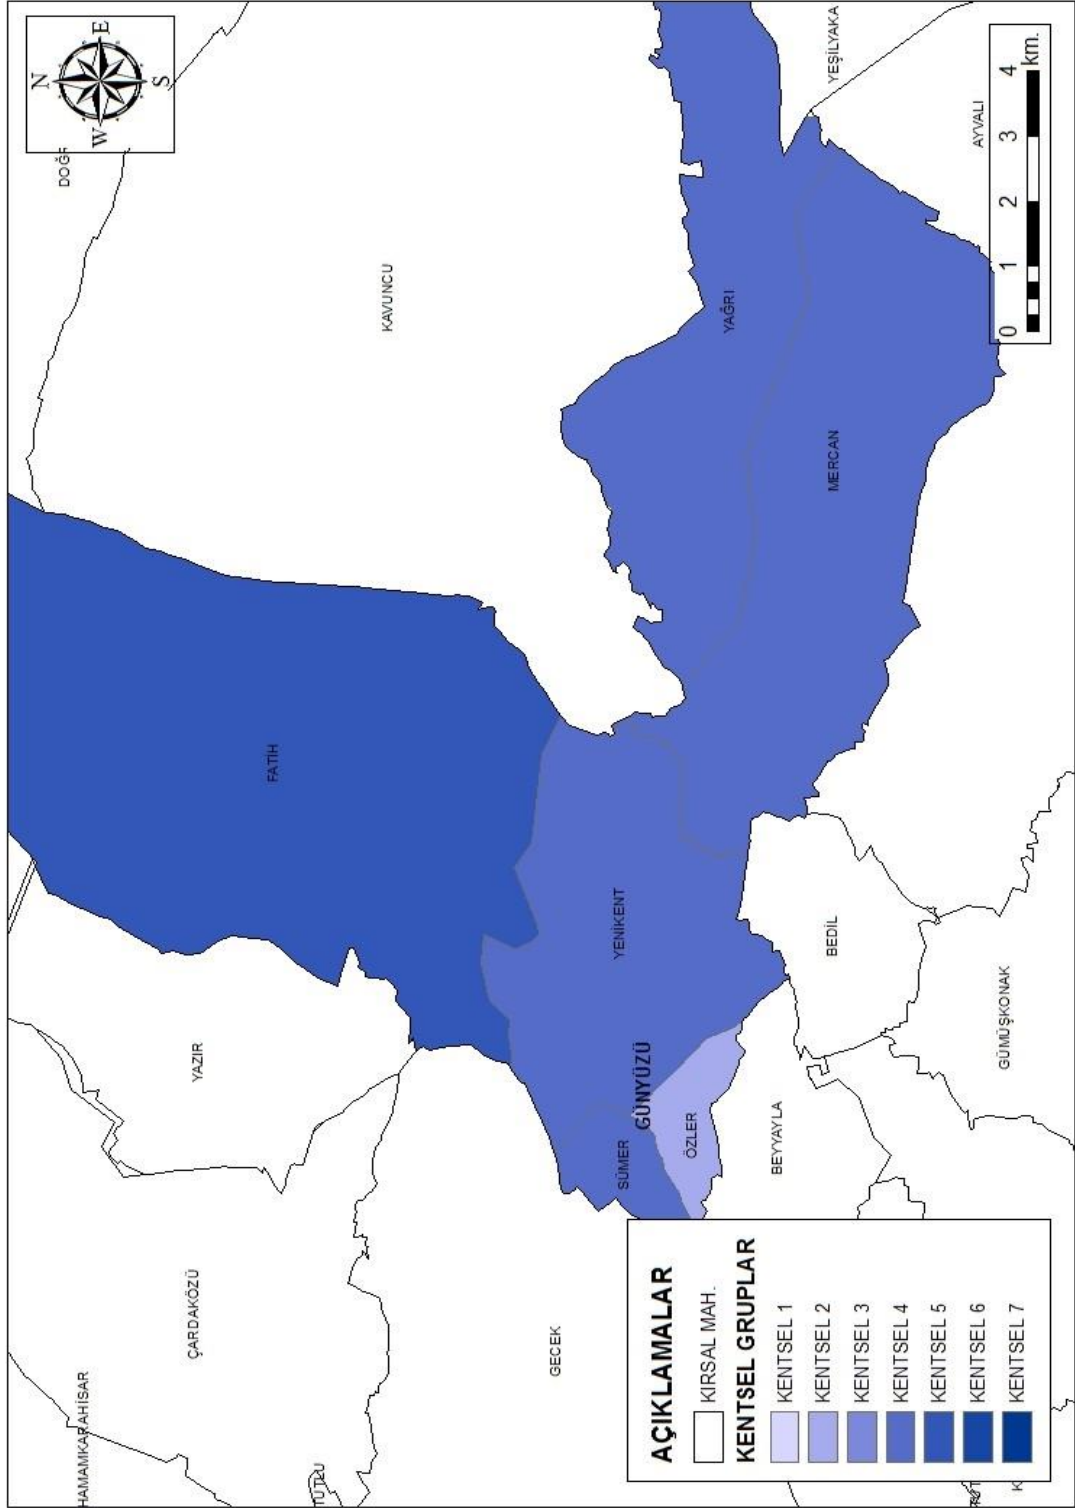 N
W
E
S
DOĞ
KAVUNCU
YEŞİLYAKA
AYVALI
YAĞRI
MERCAN
FATİH
YENİKENT
BEDİL
GÜMÜŞKONAK
YAZIR
GÜNYÜZÜ
SÜMER
ÖZLER
BEYYAYLA
ÇARDAKÖZÜ
GECEK
HAMAMKARAHİSAR
TUTLU
0 1 2 3 4
km.
AÇIKLAMALAR
KIRSAL MAH.
KENTSEL GRUPLAR
KENTSEL 1
KENTSEL 2
KENTSEL 3
KENTSEL 4
KENTSEL 5
KENTSEL 6
KENTSEL 7
K